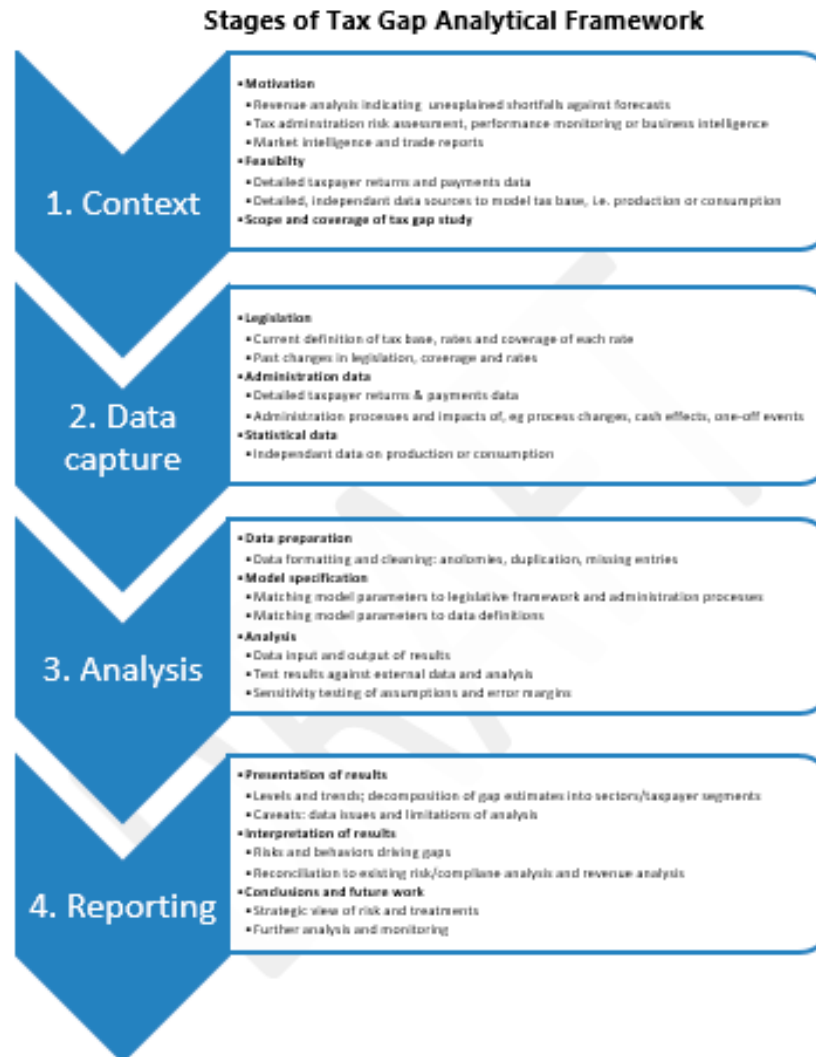 Stages of Tax Gap Analytical Framework
1. Context
▪Motivation
▪Revenue analysis indicating unexplained shortfalls against forecasts
▪Tax adminstration risk assessment, performance monitoring or business intelligence
▪Market intelligence and trade reports
▪Feasibilty
▪Detailed taxpayer returns and payments data
▪Detailed, independant data sources to model tax base, i.e. production or consumption
▪Scope and coverage of tax gap study
2. Data
capture
▪Legislation
▪Current definition of tax base, rates and coverage of each rate
▪Past changes in legislation, coverage and rates
▪Administration data
▪Detailed taxpayer returns & payments data
▪Administration processes and impacts of, eg process changes, cash effects, one-off events
▪Statistical data
▪Independant data on production or consumption
3. Analysis
▪Data preparation
▪Data formatting and cleaning: anolomies, duplication, missing entries
▪Model specification
▪Matching model parameters to legislative framework and administration processes
▪Matching model parameters to data definitions
▪Analysis
▪Data input and output of results
▪Test results against external data and analysis
▪Sensitivity testing of assumptions and error margins
4. Reporting
▪Presentation of results
▪Levels and trends; decomposition of gap estimates into sectors/taxpayer segments
▪Caveats: data issues and limitations of analysis
▪Interpretation of results
▪Risks and behaviors driving gaps
▪Reconciliation to existing risk/compliane analysis and revenue analysis
▪Conclusions and future work
▪Strategic view of risk and treatments
▪Further analysis and monitoring
DRAFT